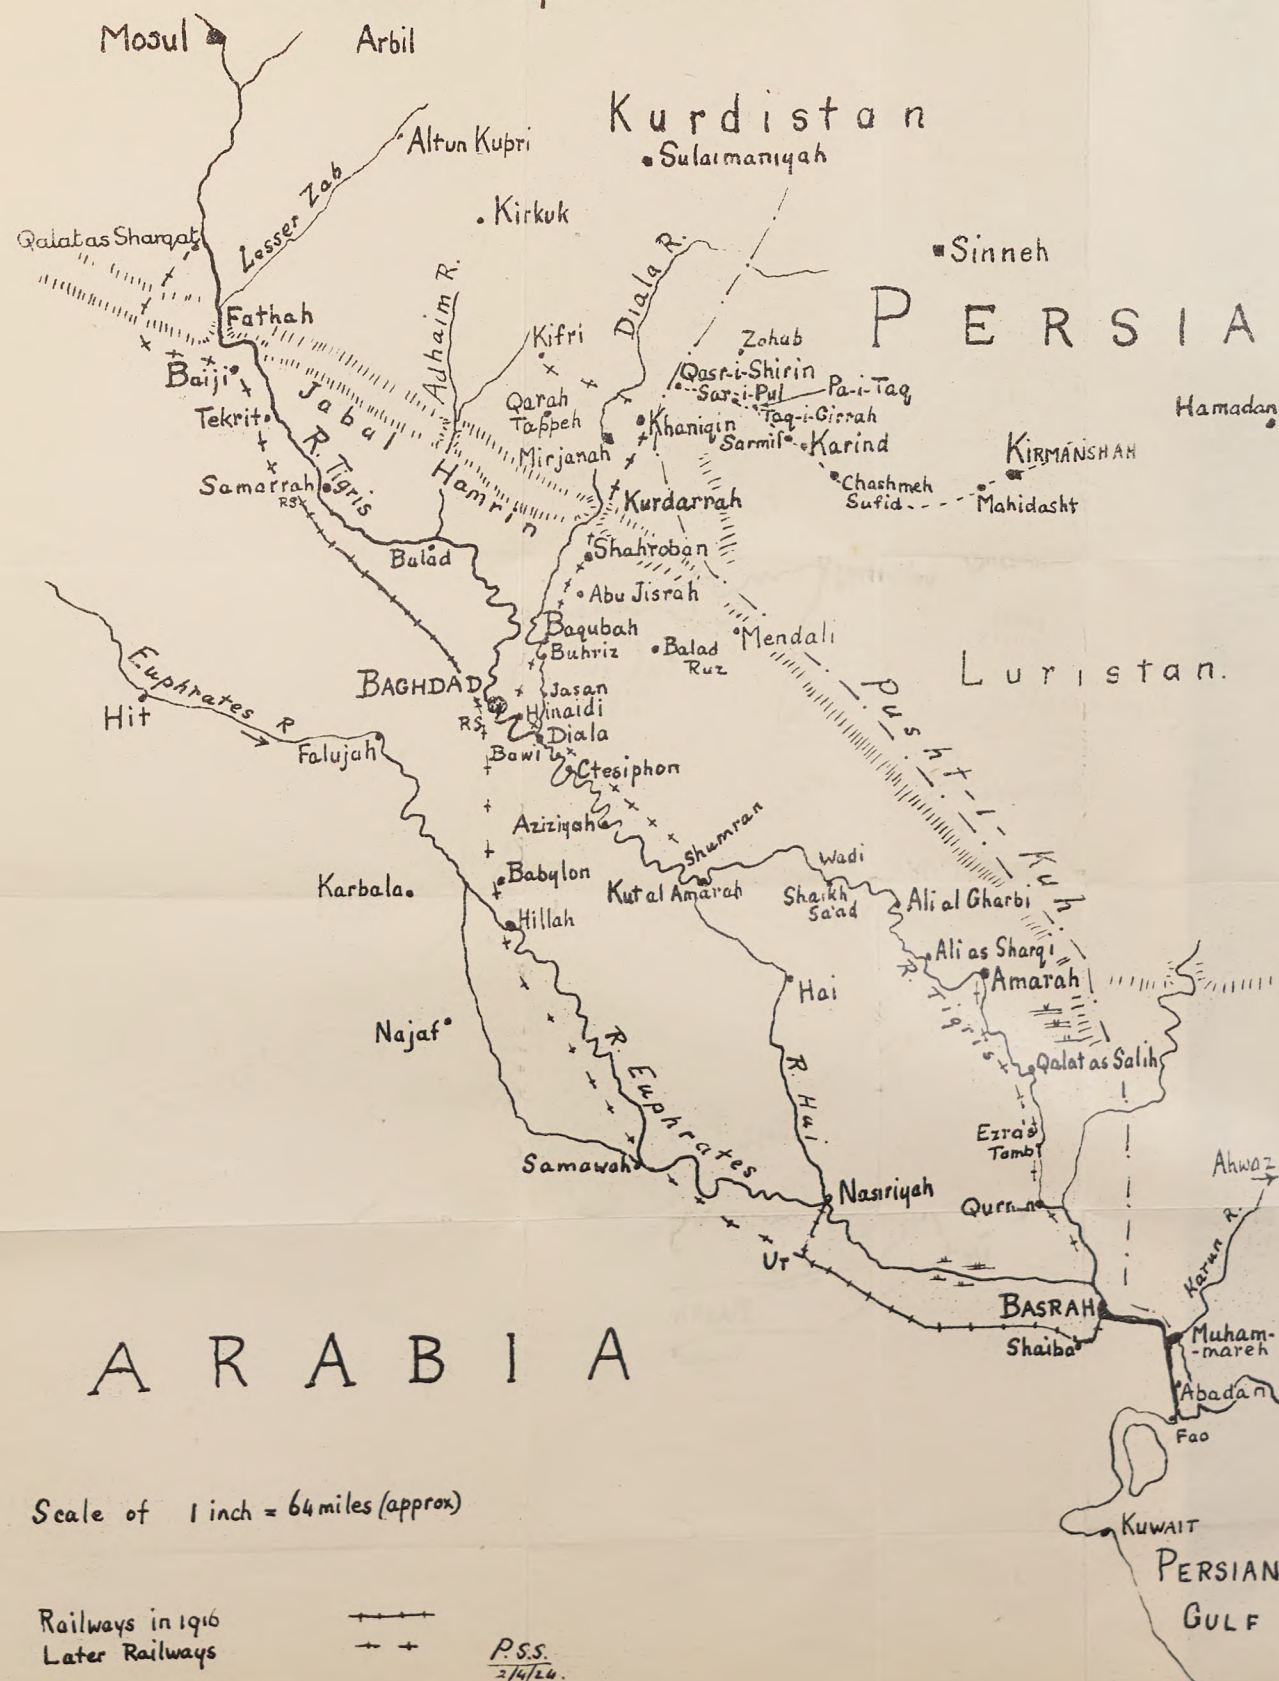 Mosul
Arbil
Kurdistan
Sulaimaniyah
Altun Kupri
Lesser Zab
Kirkuk
Qalat as Sharqat
Diala R.
Sinneh
PERSIA
Adhaim R.
Fathah
Kifri
Zohab
Baiji
Jabal
Hamrin
Qasr-i-Shirin
Sar-i-Pul
Pa-i-Taq
Taq-i-Girrah
Hamadan
Qarah
Tappeh
Tekrit
R. Tigris
Khaniqin
Sarmil
Karind
Mirjanah
KIRMÁNSHAH
Samarrah
RS
Chashmeh
Sufid
Mahidasht
Kurdarrah
Balad
Shahroban
Abu Jisrah
Euphrates R
Baqubah
Buhriz
Balad
Ruz
Mendali
Luristan.
Pusht-i-Kuh
BAGHDAD
Jasan
Hinaidi
RS
Diala
Hit
Falujah
Bawi
Ctesiphon
Aziziyah
Shumran
Wadi
Karbala
Babylon
Kut al Amarah
Shaikh
Sa'ad
Ali al Gharbi
Hillah
Ali as Sharqi
R. Tigris
Amarah
Hai
Najaf
R. Euphrates
R. Hai
Qalat as Salih
Ezra's
Tomb
Samawah
Ahwaz
Nasiriyah
Qurnah
Karun R.
Ur
BASRAH
Shaiba
Muham-
-mareh
ARABIA
Abadan
Fao
Scale of 1 inch = 64 miles (approx)
KUWAIT
PERSIAN
GULF
Railways in 1916
Later Railways
P.S.S.
2/4/24.